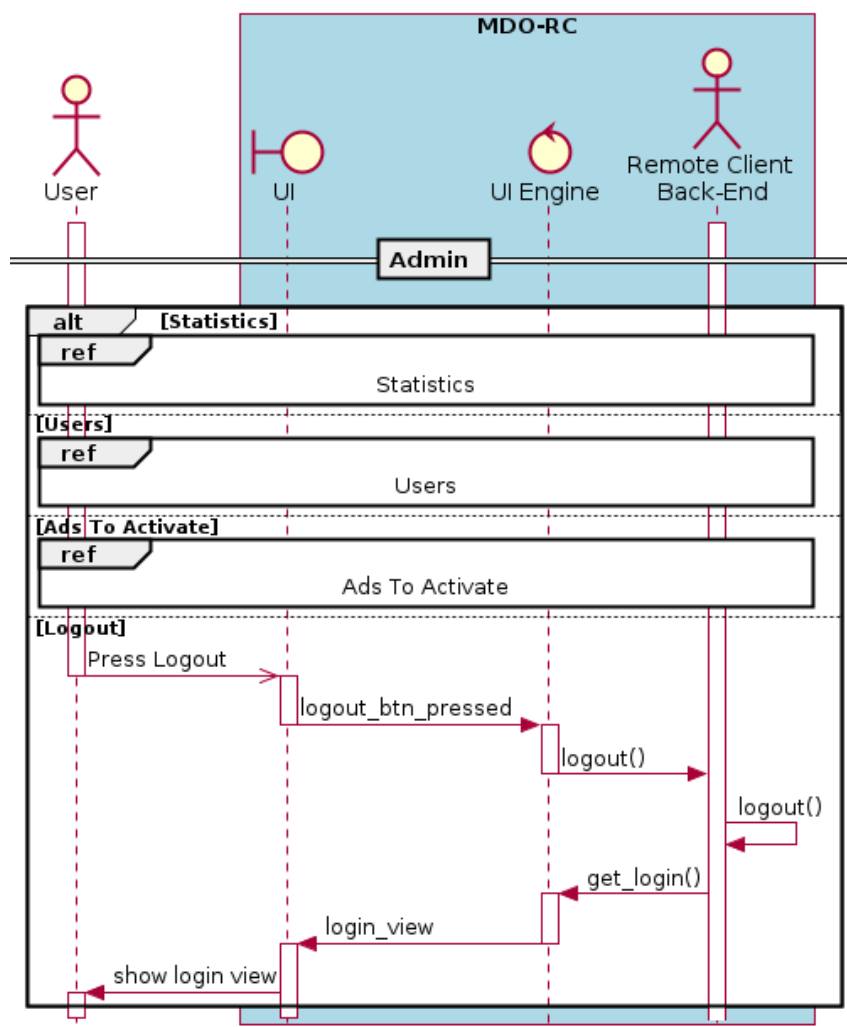 MDO-RC
User
UI
UI Engine
Remote Client
Back-End
Admin
alt [Statistics]
ref
Statistics
[Users]
ref
Users
[Ads To Activate]
ref
Ads To Activate
[Logout]
Press Logout
logout_btn_pressed
logout()
logout()
get_login()
login_view
show login view